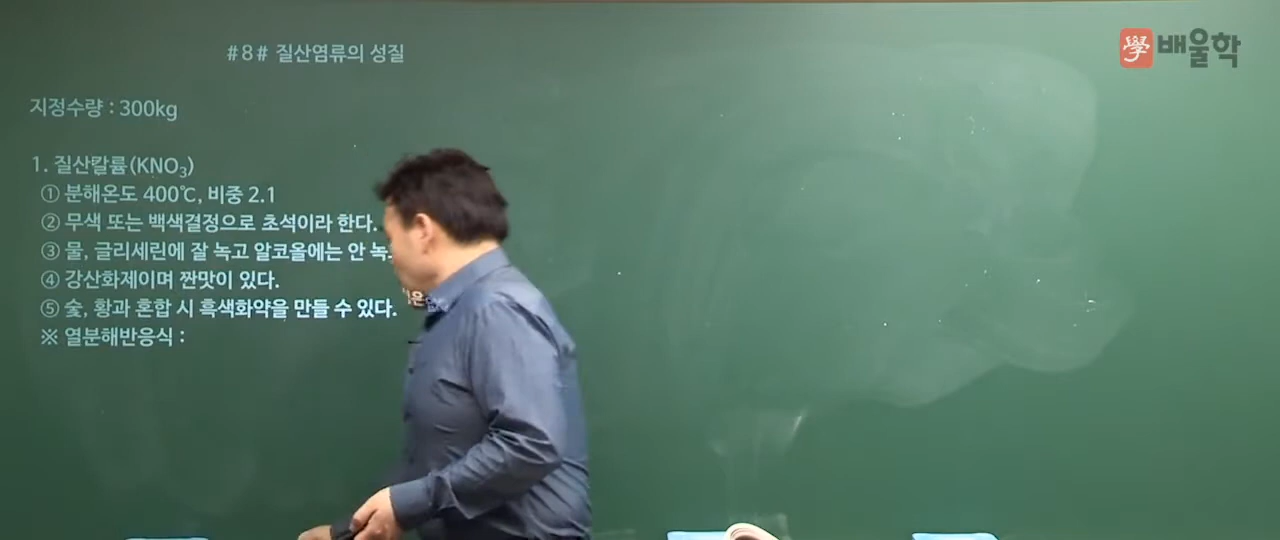 #8# 질산염류의 성질
學 배울학
지정수량 : 300kg
1. 질산칼륨(KNO₃)
① 분해온도 400℃, 비중 2.1
② 무색 또는 백색결정으로 초석이라 한다.
③ 물, 글리세린에 잘 녹고 알코올에는 안
④ 강산화제이며 짠맛이 있다.
⑤ 숯, 황과 혼합 시 흑색화약을 만들 수 있다.
※ 열분해반응식 :